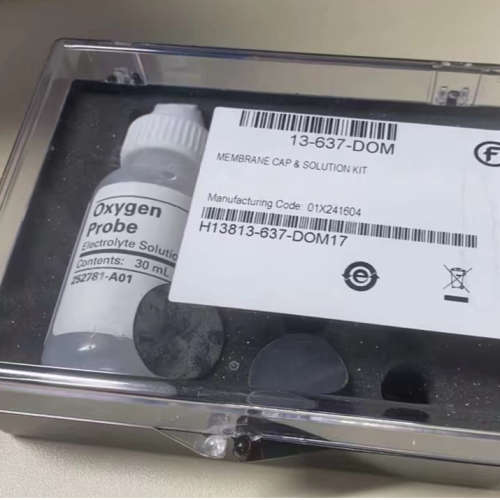 13-637-DOM
MEMBRANE CAP & SOLUTION KIT
Manufacturing Code: 01X241604
H13813-637-DOM17
f
e
Oxygen
Probe
Electrolyte Solutio
Contents: 30 mL
252781-A01